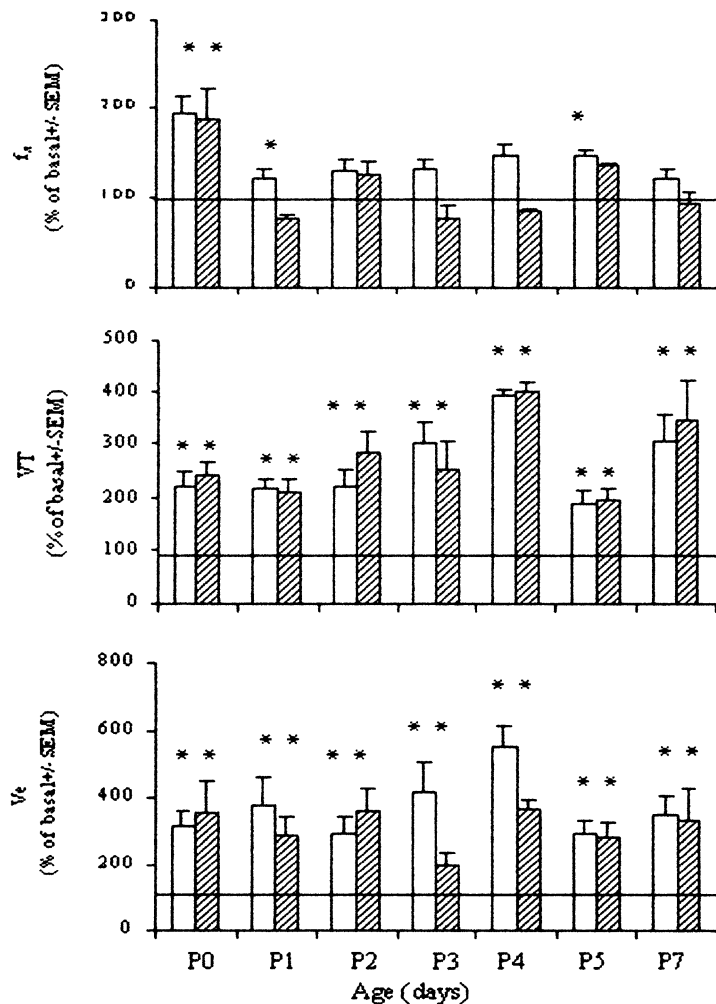 300
* *
200
* *
100
0
fR
(% of basal+/-SEM)
500
* * * *
400
* * * *
300
* * * *
200
* *
100
0
VT
(% of basal+/-SEM)
800
* *
600
* *
* * * * * *
400
* * * *
200
0
Ve
(% of basal+/-SEM)
P0 P1 P2 P3 P4 P5 P7
Age (days)